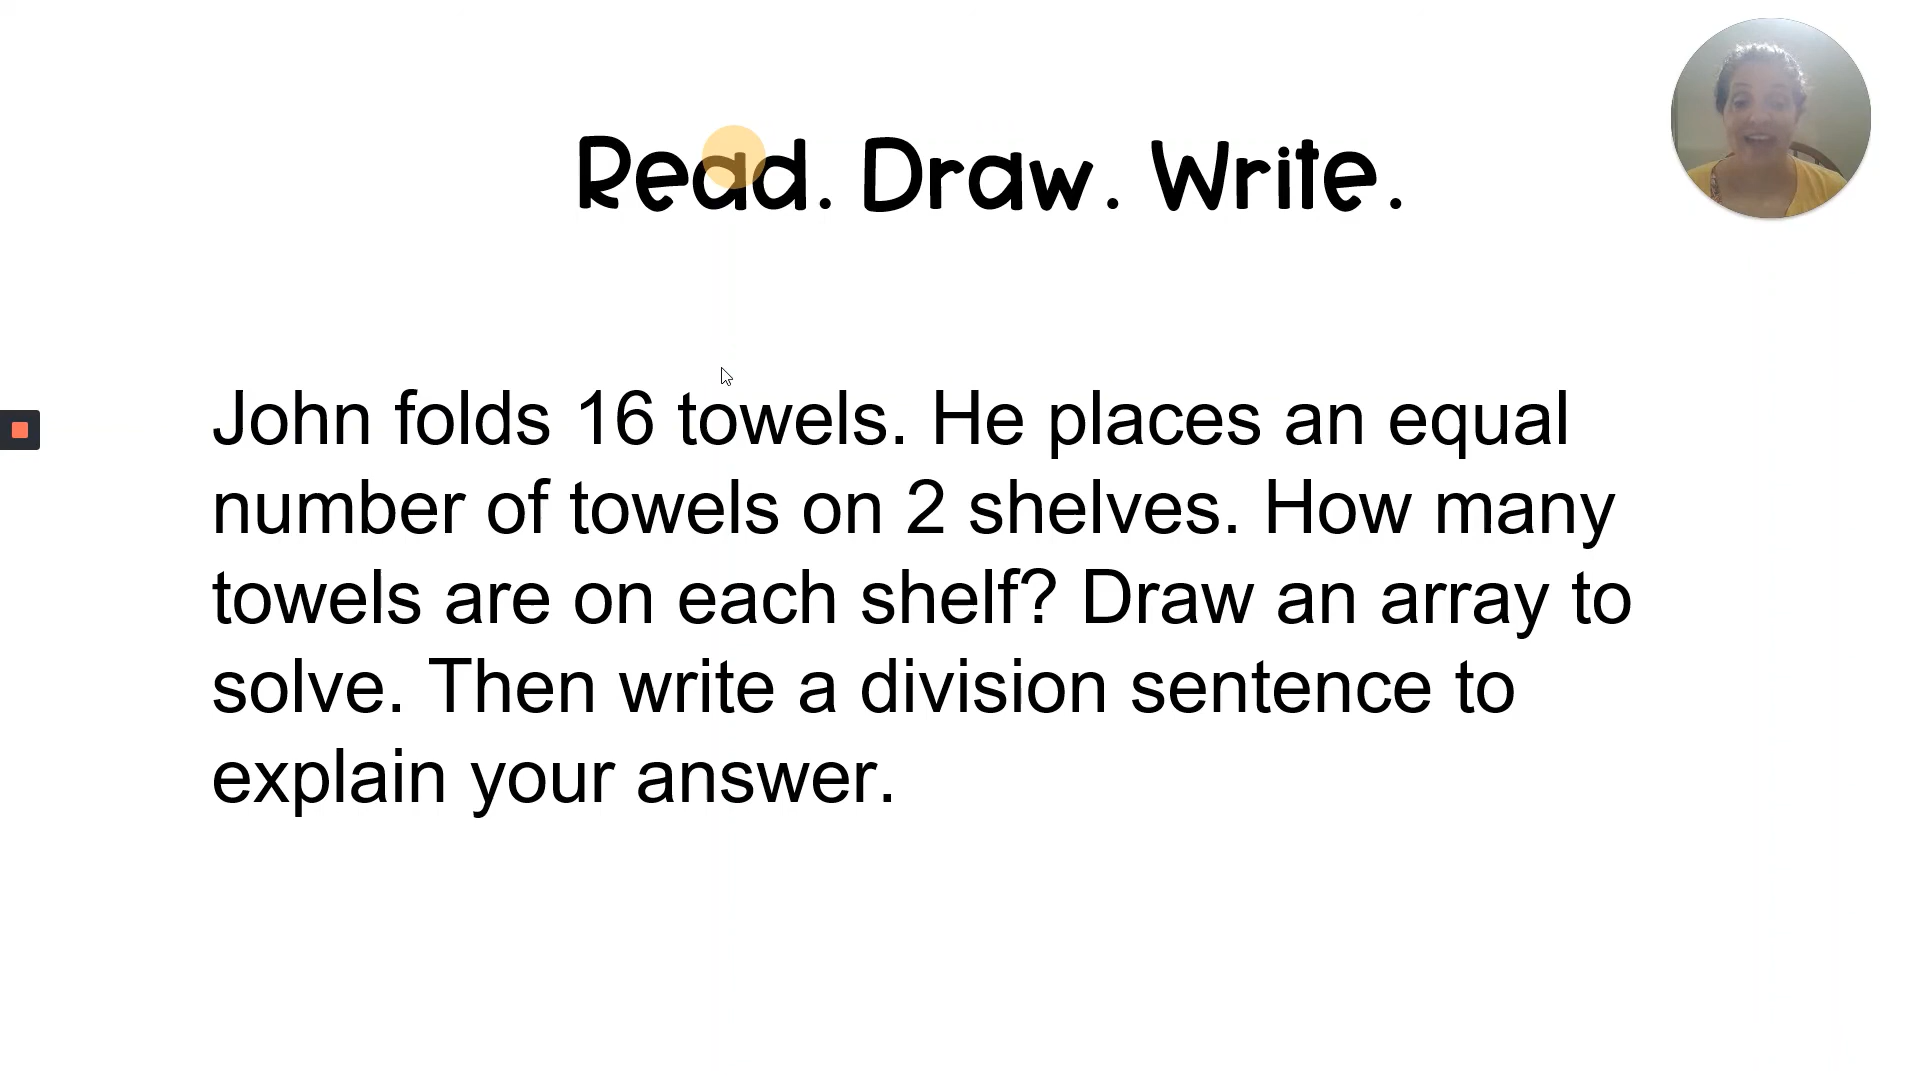 Read. Draw. Write.
John folds 16 towels. He places an equal
number of towels on 2 shelves. How many
towels are on each shelf? Draw an array to
solve. Then write a division sentence to
explain your answer.